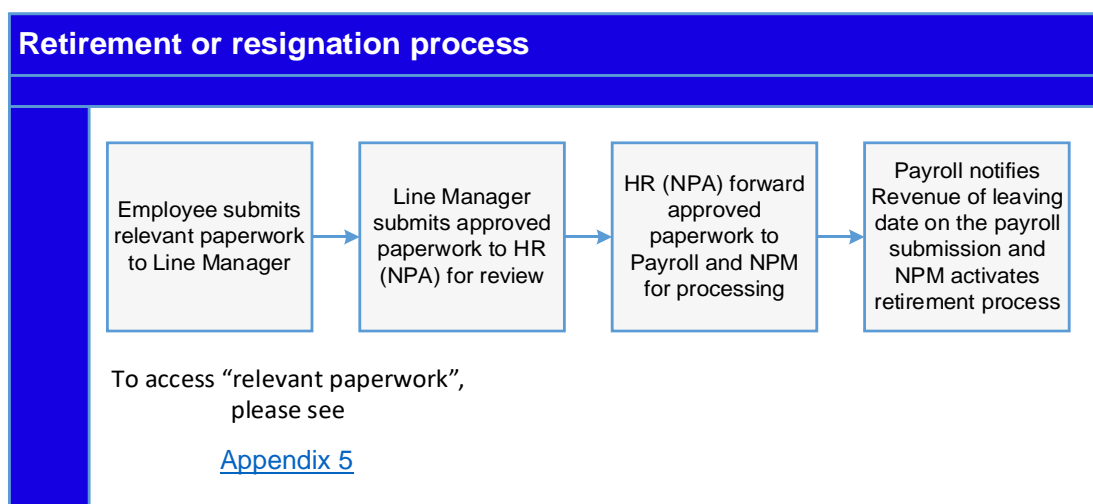 Retirement or resignation process
Employee submits
relevant paperwork
to Line Manager
Line Manager
submits approved
paperwork to HR
(NPA) for review
HR (NPA) forward
approved
paperwork to
Payroll and NPM
for processing
Payroll notifies
Revenue of leaving
date on the payroll
submission and
NPM activates
retirement process
To access “relevant paperwork”,
please see
Appendix 5